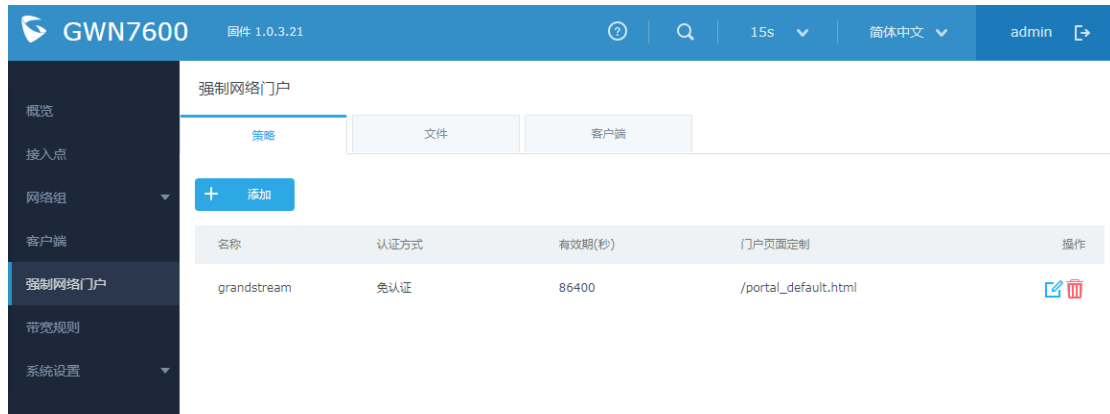 GWN7600 固件 1.0.3.21 15s 简体中文 admin
强制网络门户
概览
接入点
网络组
客户端
强制网络门户
带宽规则
系统设置
策略 文件 客户端
添加
名称 认证方式 有效期(秒) 门户页面定制 操作
grandstream 免认证 86400 /portal_default.html